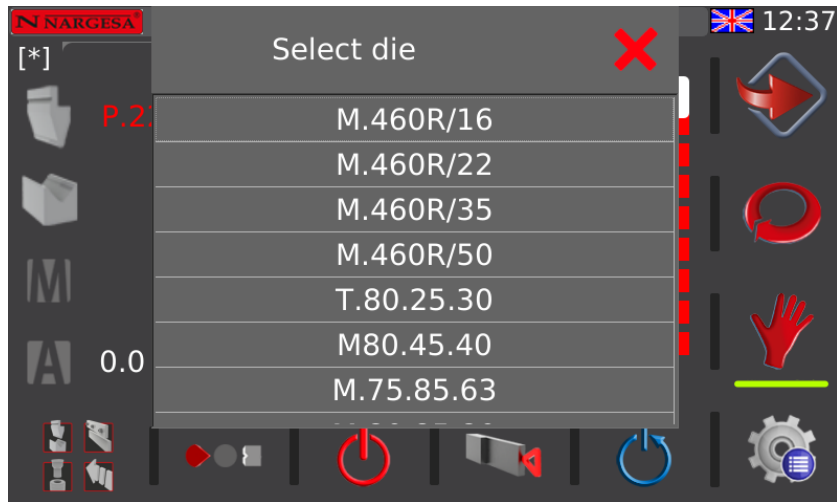 NARGESA
Select die
12:37
[*]
P.2
M.460R/16
M.460R/22
M.460R/35
M.460R/50
T.80.25.30
M80.45.40
M.75.85.63
M
A
0.0